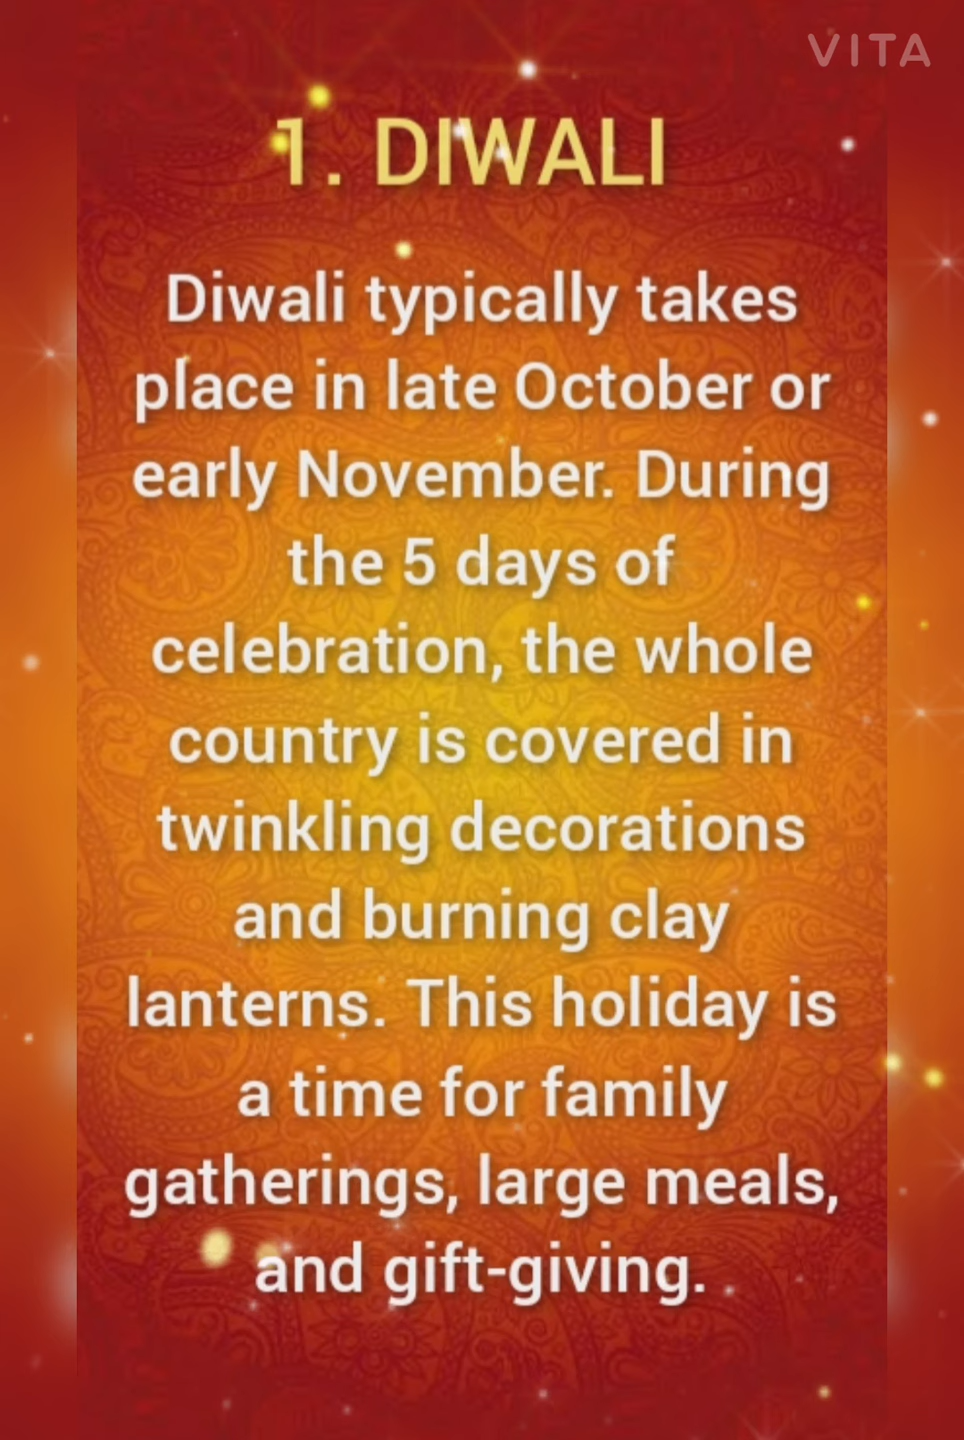 VITA
1. DIWALI
Diwali typically takes
place in late October or
early November. During
the 5 days of
celebration, the whole
country is covered in
twinkling decorations
and burning clay
lanterns. This holiday is
a time for family
gatherings, large meals,
and gift-giving.